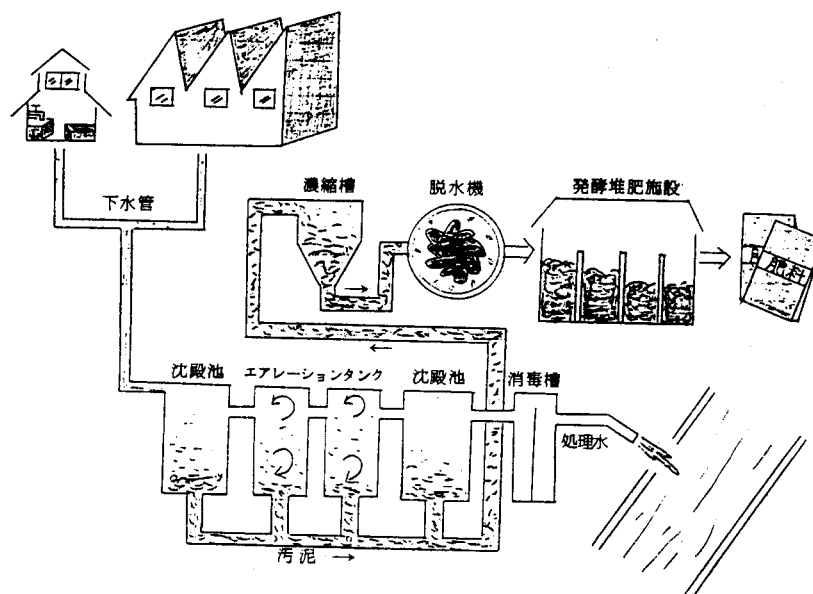 下水管
濃縮槽
脱水機
発酵堆肥施設
肥料
沈殿池
エアレーションタンク
沈殿池
消毒槽
処理水
汚泥